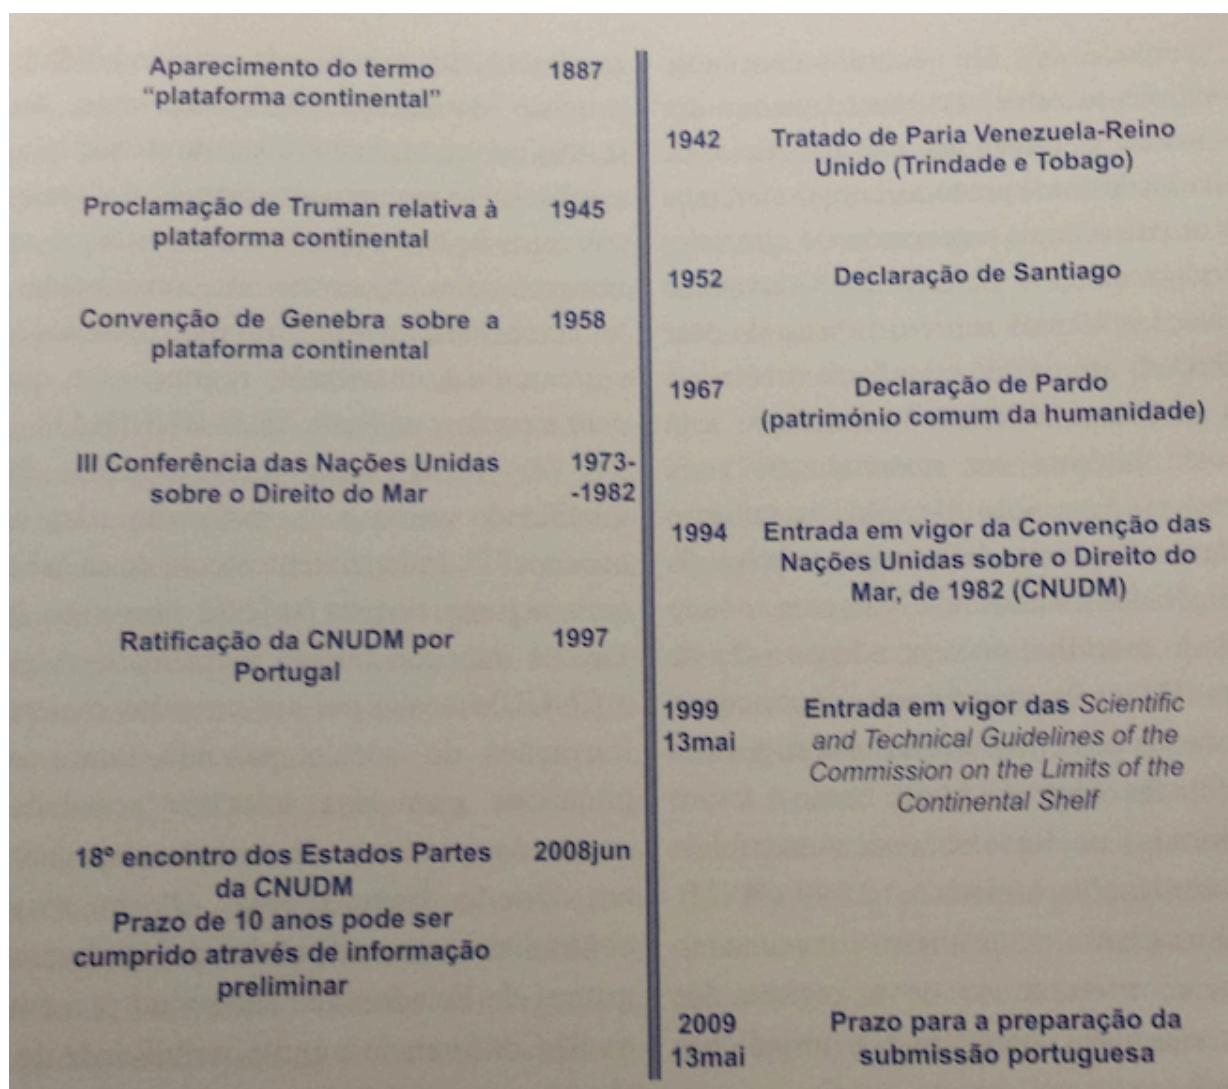 Aparecimento do termo 1887
"plataforma continental"
1942 Tratado de Paria Venezuela-Reino
Unido (Trindade e Tobago)
Proclamação de Truman relativa à 1945
plataforma continental
1952 Declaração de Santiago
Convenção de Genebra sobre a 1958
plataforma continental
1967 Declaração de Pardo
(património comum da humanidade)
III Conferência das Nações Unidas 1973-
sobre o Direito do Mar -1982
1994 Entrada em vigor da Convenção das
Nações Unidas sobre o Direito do
Mar, de 1982 (CNUDM)
Ratificação da CNUDM por 1997
Portugal
1999 Entrada em vigor das Scientific
13mai and Technical Guidelines of the
Commission on the Limits of the
Continental Shelf
18º encontro dos Estados Partes 2008jun
da CNUDM
Prazo de 10 anos pode ser
cumprido através de informação
preliminar
2009 Prazo para a preparação da
13mai submissão portuguesa